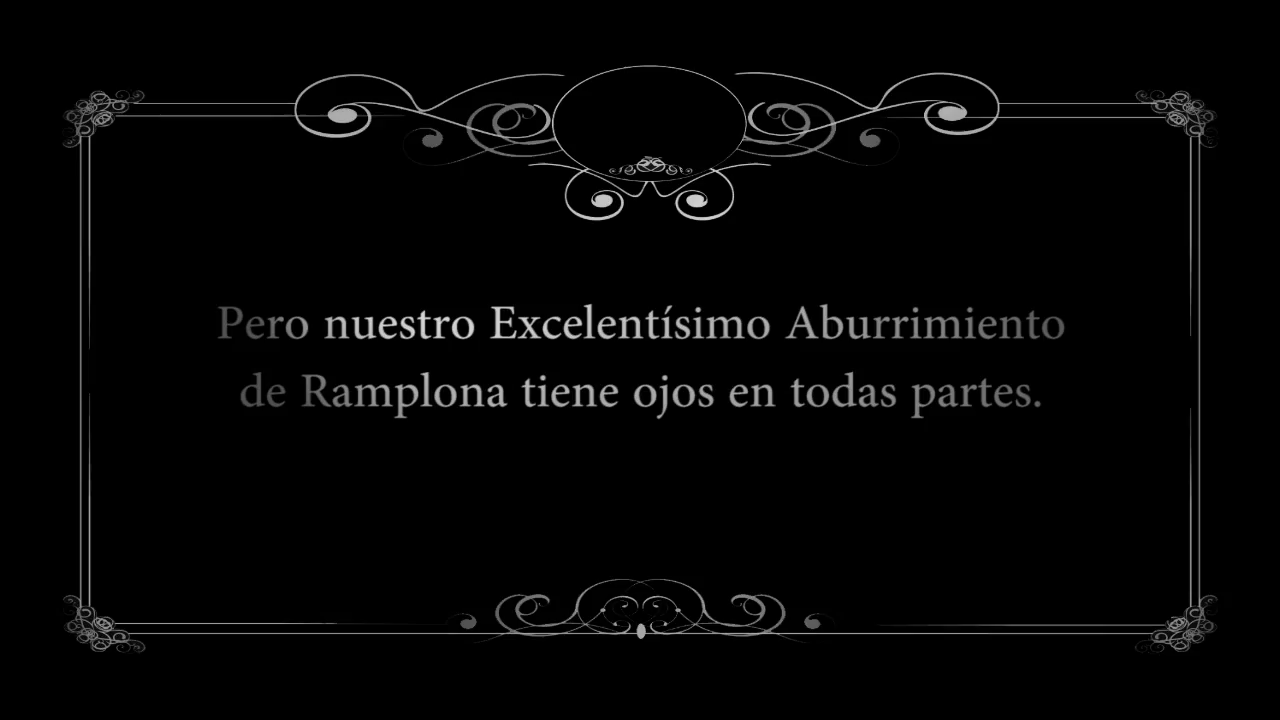 Pero nuestro Excelentísimo Aburrimiento
de Ramplona tiene ojos en todas partes.